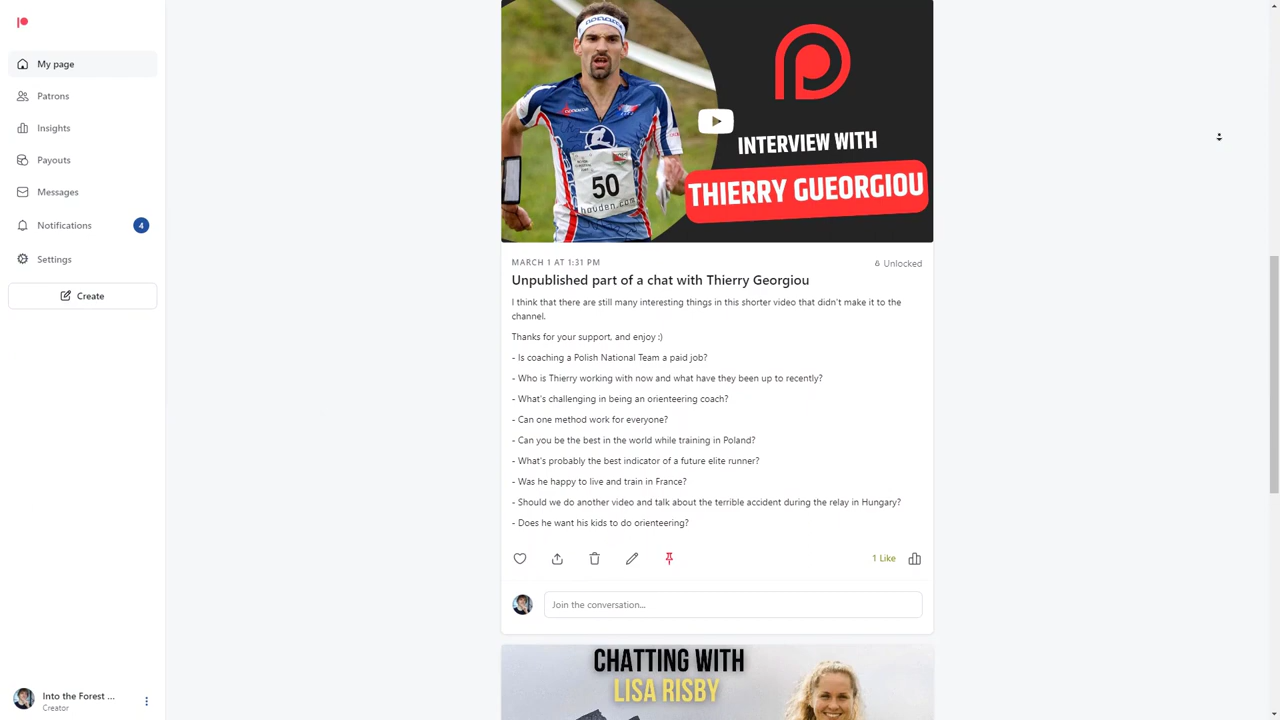 My page
Patrons
Insights
Payouts
Messages
Notifications
4
Settings
Create
Into the Forest ...
Creator
50
INTERVIEW WITH
THIERRY GUEORGIOU
MARCH 1 AT 1:31 PM
Unlocked
Unpublished part of a chat with Thierry Georgiou
I think that there are still many interesting things in this shorter video that didn't make it to the
channel.
Thanks for your support, and enjoy :)
- Is coaching a Polish National Team a paid job?
- Who is Thierry working with now and what have they been up to recently?
- What's challenging in being an orienteering coach?
- Can one method work for everyone?
- Can you be the best in the world while training in Poland?
- What's probably the best indicator of a future elite runner?
- Was he happy to live and train in France?
- Should we do another video and talk about the terrible accident during the relay in Hungary?
- Does he want his kids to do orienteering?
1 Like
Join the conversation...
CHATTING WITH
LISA RISBY